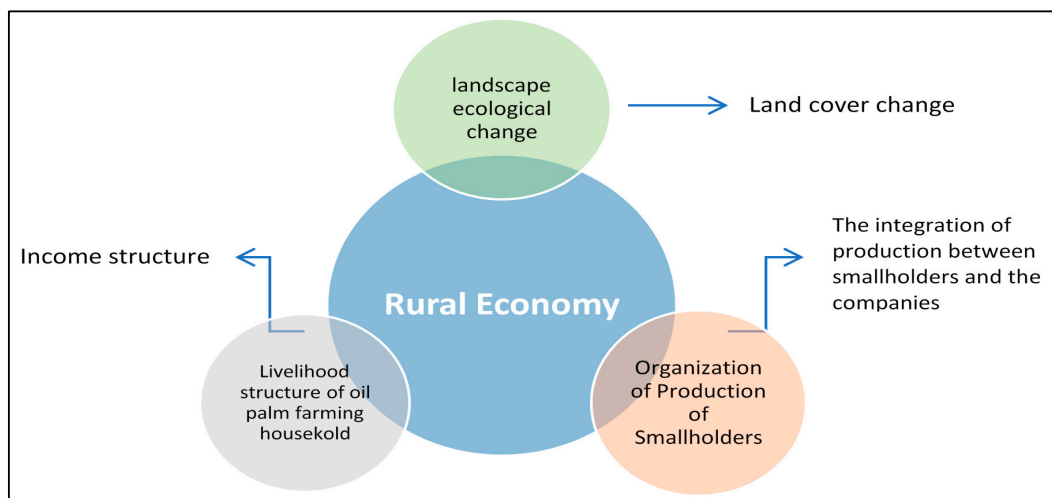 landscape
ecological
change
Land cover change
Income structure
The integration of
production between
smallholders and the
companies
Rural Economy
Livelihood
structure of oil
palm farming
housekold
Organization
of Production
of
Smallholders